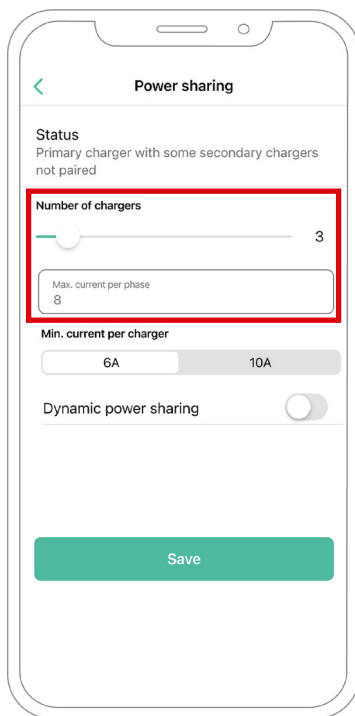 Power sharing
Status
Primary charger with some secondary chargers
not paired
Number of chargers
3
Max. current per phase
8
Min. current per charger
6A 10A
Dynamic power sharing
Save